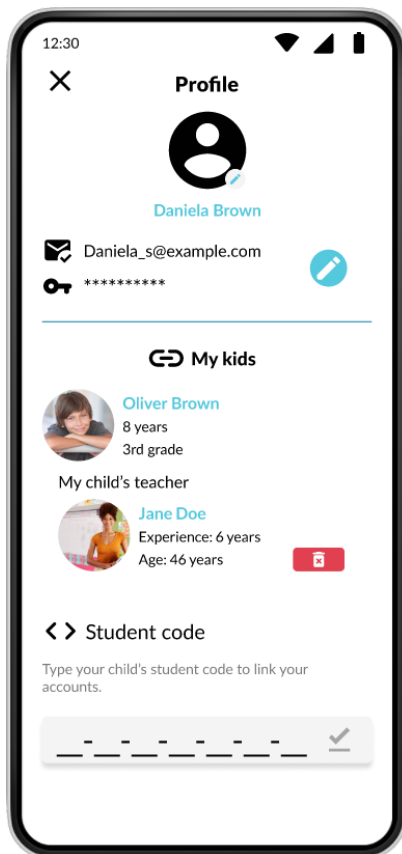 12:30
Profile
Daniela Brown
Daniela_s@example.com
**********
My kids
Oliver Brown
8 years
3rd grade
My child's teacher
Jane Doe
Experience: 6 years
Age: 46 years
Student code
Type your child's student code to link your
accounts.
_-_-_-_-_-_-_